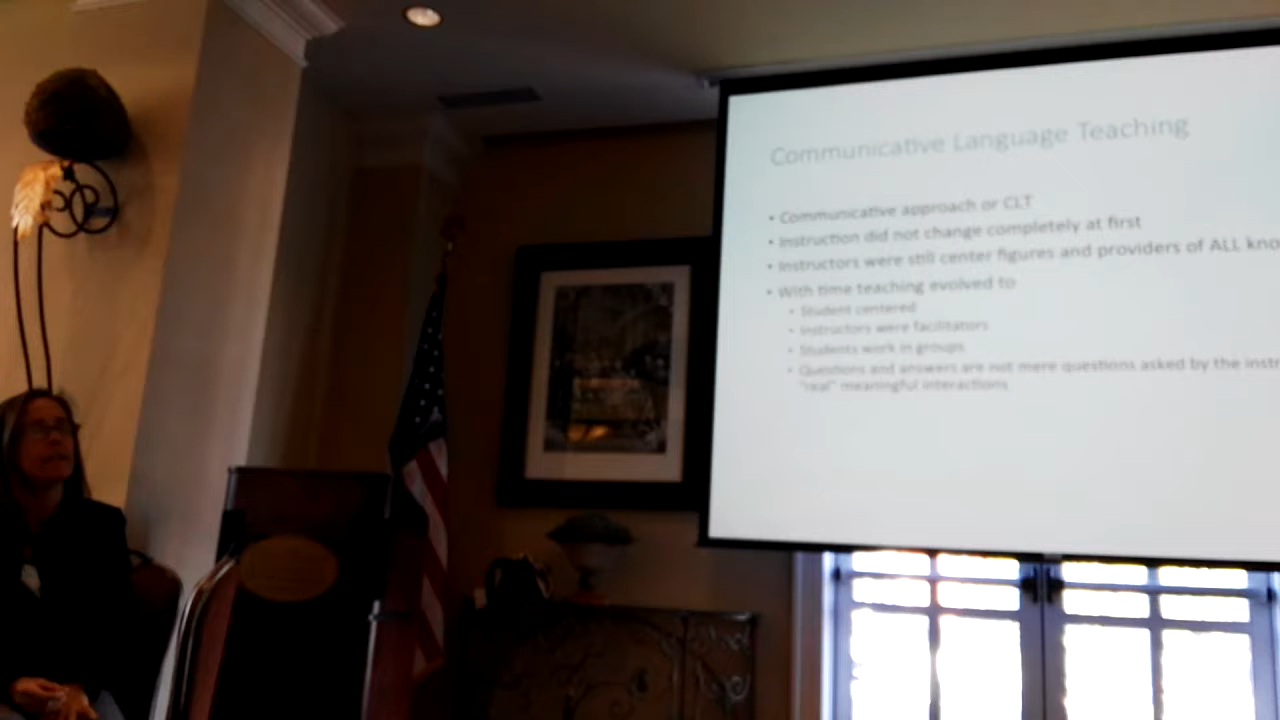 Communicative Language Teaching
• Communicative approach or CLT
• Instruction did not change completely at first
• Instructors were still center figures and providers of ALL kno
• With time teaching evolved to
• Student centered
• Instructors were facilitators
• Students work in groups
• Questions and answers are not mere questions asked by the instr
"real" meaningful interactions